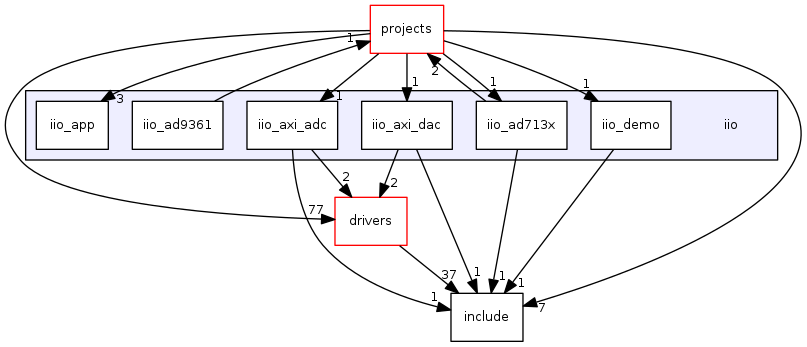 projects
1
3
1
1
2
1
1
iio_app
iio_ad9361
iio_axi_adc
iio_axi_dac
iio_ad713x
iio_demo
iio
2
2
77
drivers
37
1
1
1
1
7
include